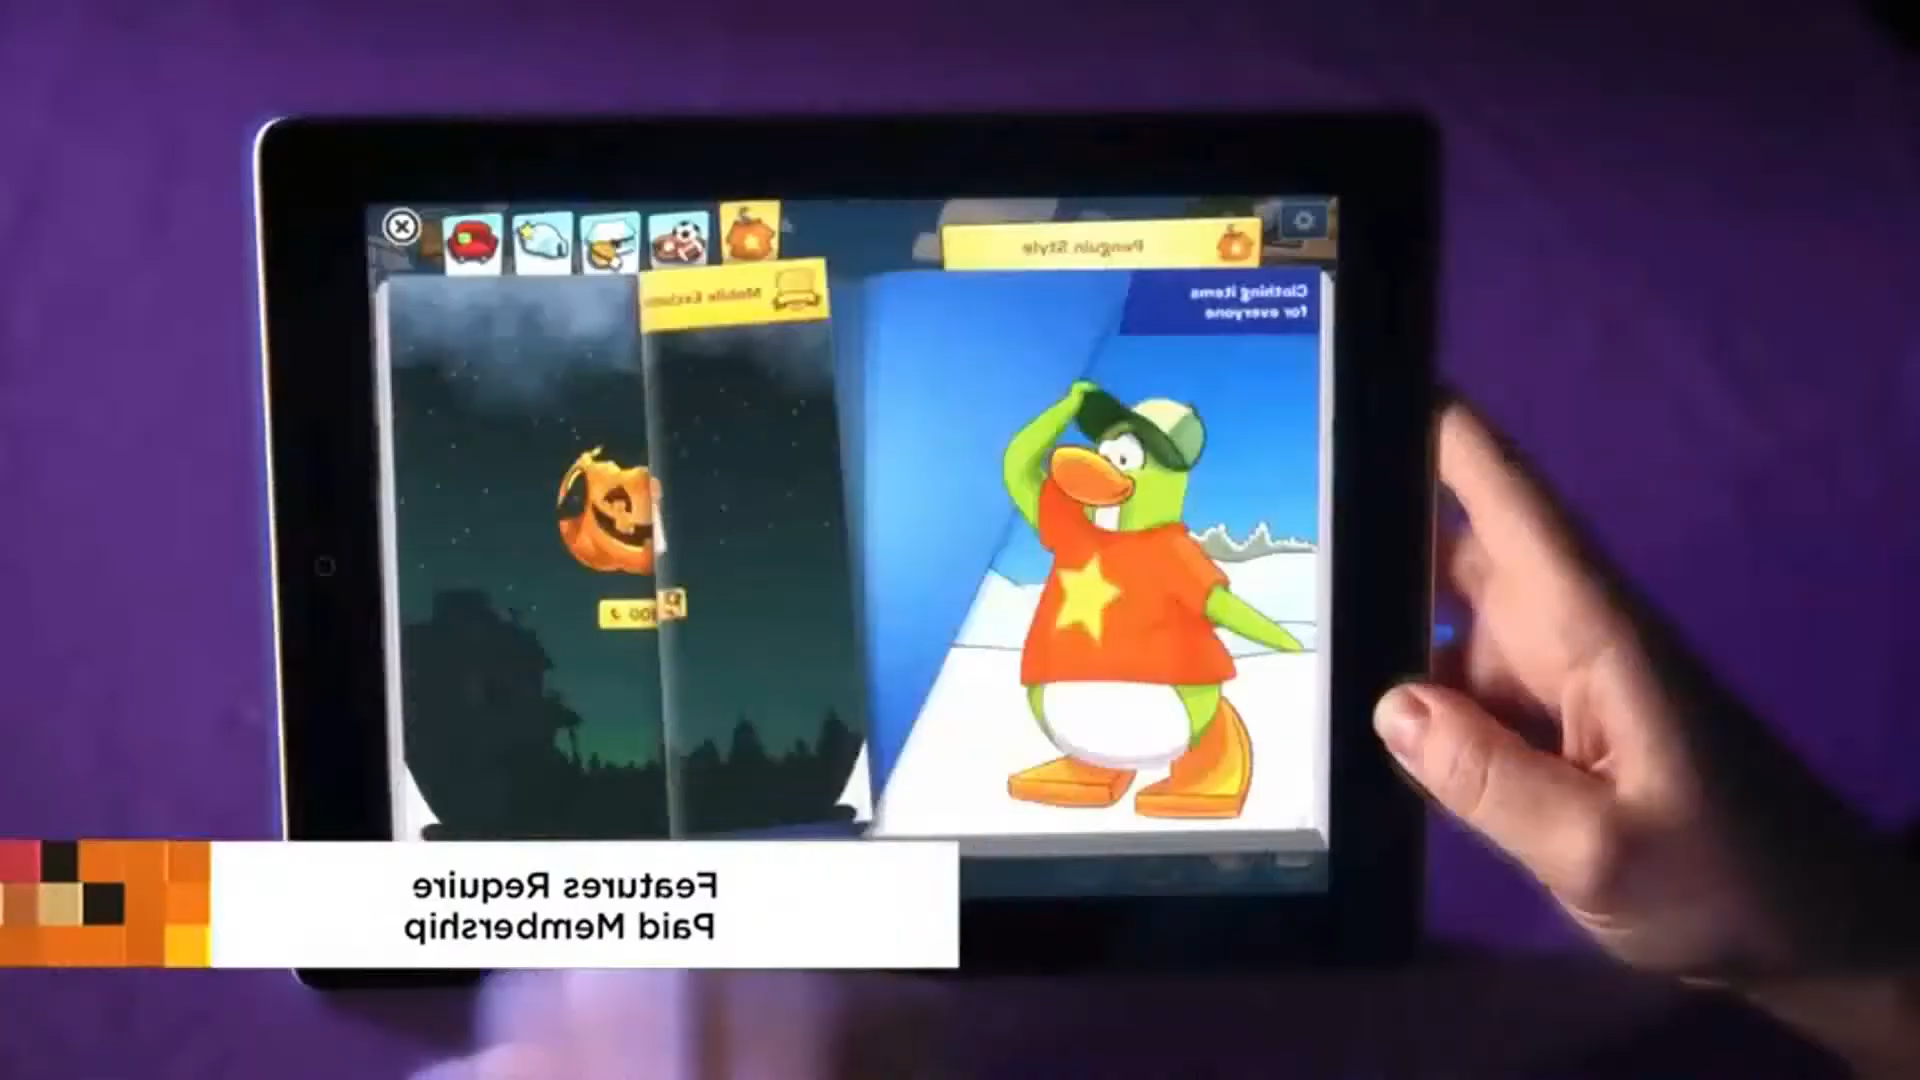 Penguin Style
Clothing items
for everyone
Mobile
Features Require
Paid Membership